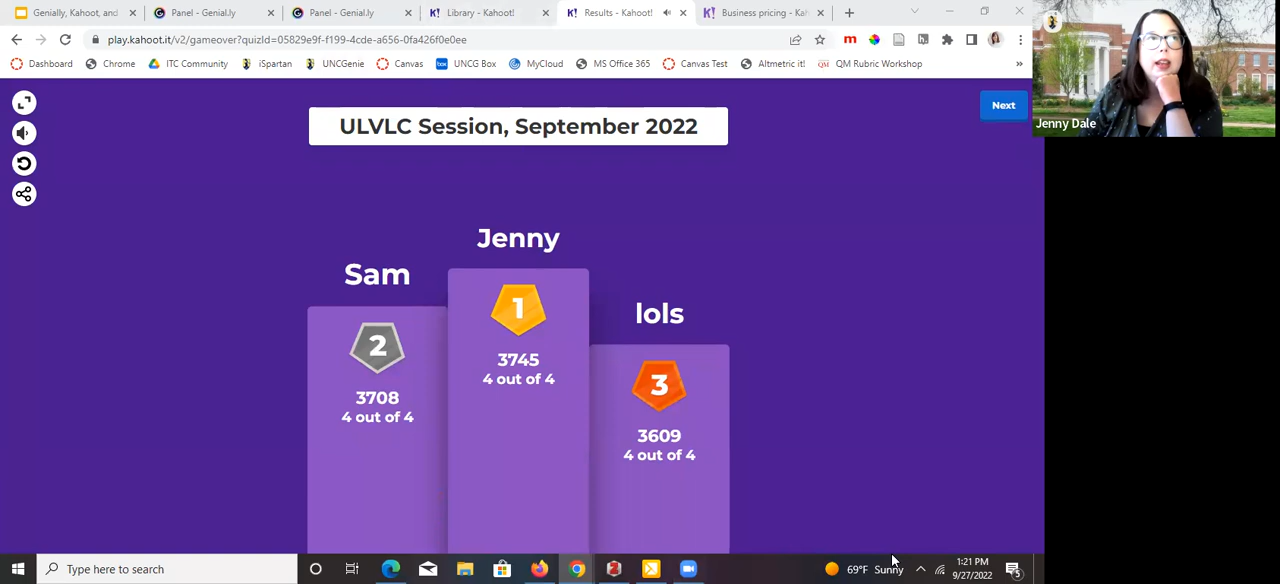 Genially, Kahoot, and
Panel - Genial.ly
Panel - Genial.ly
Library - Kahoot!
Results - Kahoot!
Business pricing - Kah
play.kahoot.it/v2/gameover?quizId=05829e9f-f199-4cde-a656-0fa426f0e0ee
Dashboard
Chrome
ITC Community
iSpartan
UNCGenie
Canvas
box
UNCG Box
MyCloud
MS Office 365
Canvas Test
Altmetric it!
QM
QM Rubric Workshop
»
Jenny Dale
Next
ULVLC Session, September 2022
Jenny
Sam
lols
1
3745
4 out of 4
2
3708
4 out of 4
3
3609
4 out of 4
Type here to search
69°F Sunny
1:21 PM
9/27/2022
5